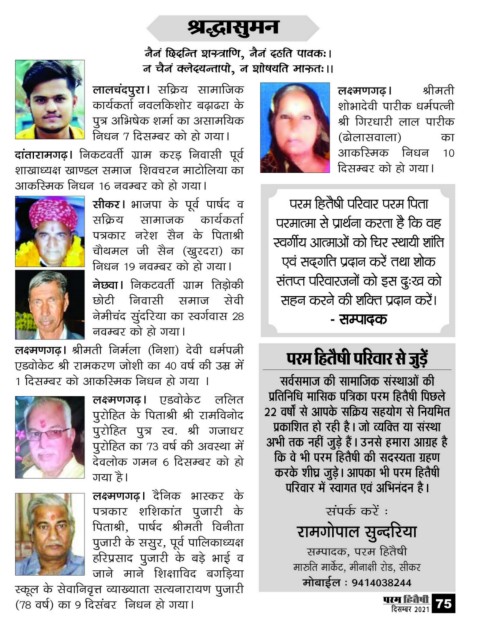 श्रद्धासुमन
नैनं छिदन्ति शस्त्राणि, नैनं दहति पावकः।
न चैनं क्लेदयन्तापो, न शोषयति मारुतः।।
लालचंदपुरा। सक्रिय सामाजिक
कार्यकर्ता नवलकिशोर बढाढरा के
पुत्र अभिषेक शर्मा का असामयिक
निधन 7 दिसम्बर को हो गया।
दांतारामगढ़। निकटवर्ती ग्राम करड़ निवासी पूर्व
शाखाध्यक्ष खाण्डल समाज शिवचरन माटोलिया का
आकस्मिक निधन 16 नवम्बर को हो गया।
सीकर। भाजपा के पूर्व पार्षद व
सक्रिय सामाजक कार्यकर्ता
पत्रकार नरेश सैन के पिताश्री
चौथमल जी सैन (खुरदरा) का
निधन 19 नवम्बर को हो गया।
नेछवा। निकटवर्ती ग्राम तिड़ोकी
छोटी निवासी समाज सेवी
नेमीचंद सुंदरिया का स्वर्गवास 28
नवम्बर को हो गया।
लक्ष्मणगढ़। श्रीमती निर्मला (निशा) देवी धर्मपत्नी
एडवोकेट श्री रामकरण जोशी का 40 वर्ष की उम्र में
1 दिसम्बर को आकस्मिक निधन हो गया ।
लक्ष्मणगढ़। एडवोकेट ललित
पुरोहित के पिताश्री श्री रामविनोद
पुरोहित पुत्र स्व. श्री गजाधर
पुरोहित का 73 वर्ष की अवस्था में
देवलोक गमन 6 दिसम्बर को हो
गया है।
लक्ष्मणगढ़। दैनिक भास्कर के
पत्रकार शशिकांत पुजारी के
पिताश्री, पार्षद श्रीमती विनीता
पुजारी के ससुर, पूर्व पालिकाध्यक्ष
हरिप्रसाद पुजारी के बड़े भाई व
जाने माने शिक्षाविद बगड़िया
स्कूल के सेवानिवृत्त व्याख्याता सत्यनारायण पुजारी
(78 वर्ष) का 9 दिसंबर निधन हो गया।
लक्ष्मणगढ़। श्रीमती
शोभादेवी पारीक धर्मपत्नी
श्री गिरधारी लाल पारीक
(ढोलासवाला) का
आकस्मिक निधन 10
दिसम्बर को हो गया।
परम हितैषी परिवार परम पिता
परमात्मा से प्रार्थना करता है कि वह
स्वर्गीय आत्माओं को चिर स्थायी शांति
एवं सद्गति प्रदान करें तथा शोक
संतप्त परिवारजनों को इस दुःख को
सहन करने की शक्ति प्रदान करें।
- सम्पादक
परम हितैषी परिवार से जुड़ें
सर्वसमाज की सामाजिक संस्थाओं की
प्रतिनिधि मासिक पत्रिका परम हितैषी पिछले
22 वर्षों से आपके सक्रिय सहयोग से नियमित
प्रकाशित हो रही है। जो व्यक्ति या संस्था
अभी तक नहीं जुड़े हैं। उनसे हमारा आग्रह है
कि वे भी परम हितैषी की सदस्यता ग्रहण
करके शीघ्र जुड़े। आपका भी परम हितैषी
परिवार में स्वागत एवं अभिनंदन है।
संपर्क करें :
रामगोपाल सुन्दरिया
सम्पादक, परम हितैषी
मारुति मार्केट, मीनाक्षी रोड, सीकर
मोबाईल : 9414038244
परम हितैषी
दिसम्बर 2021
75